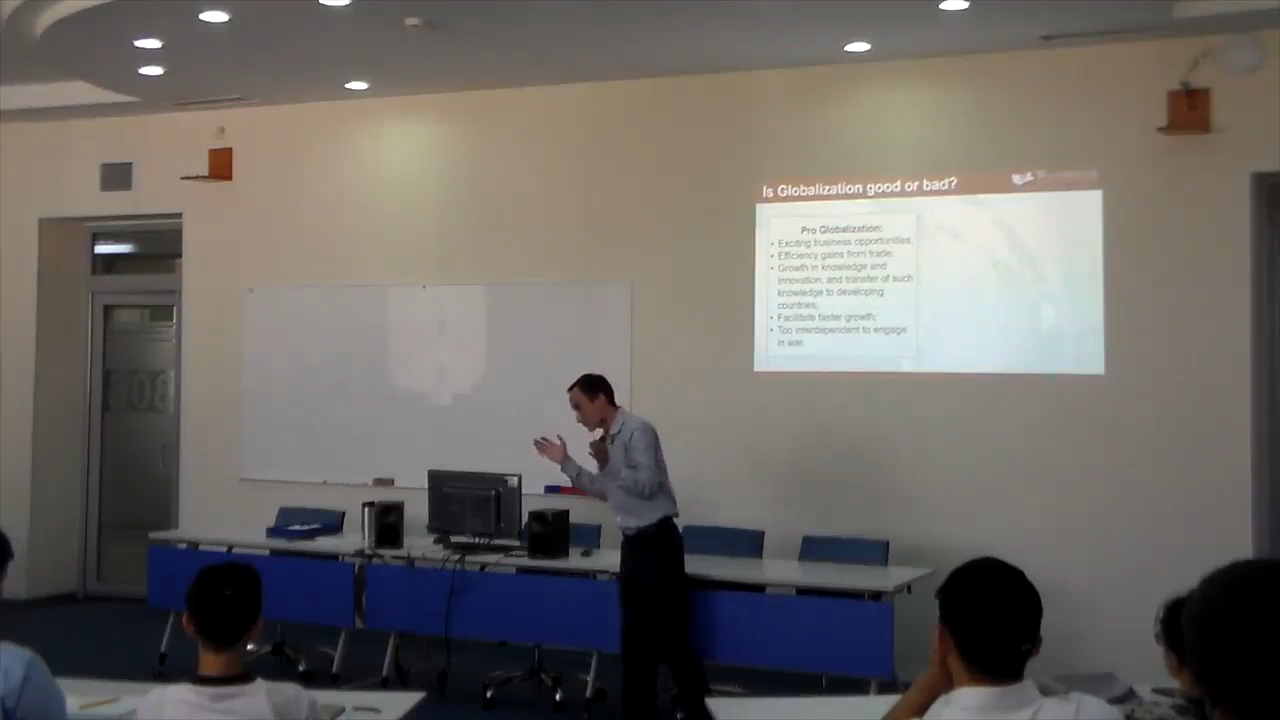 Is Globalization good or bad?
Pro Globalization:
• Exciting business opportunities;
• Efficiency gains from trade;
• Growth in knowledge and
innovation, and transfer of such
knowledge to developing
countries;
• Facilitate faster growth;
• Too interdependent to engage
in war.